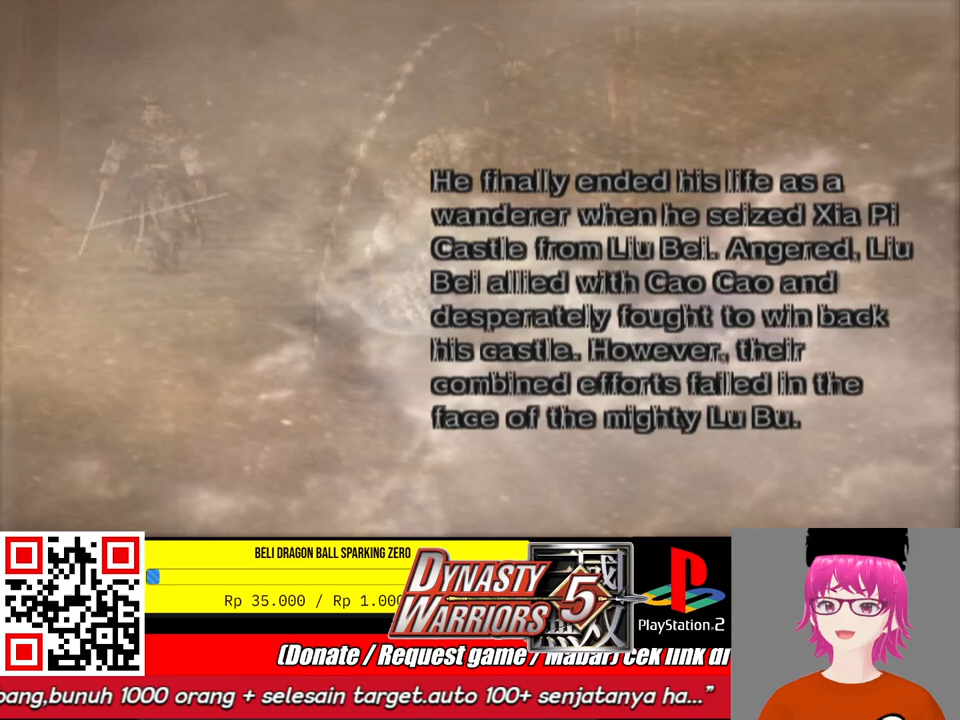 He finally ended his life as a
wanderer when he seized Xia Pi
Castle from Liu Bei. Angered, Liu
Bei allied with Cao Cao and
desperately fought to win back
his castle. However, their
combined efforts failed in the
face of the mighty Lu Bu.
BELI DRAGON BALL SPARKING ZERO
Rp 35.000 / Rp 1.000
DYNASTY
WARRIORS 5
PlayStation 2
(Donate / Request game / Mabar) cek link
bang,bunuh 1000 orang + selesain target.auto 100+ senjatanya ha..."